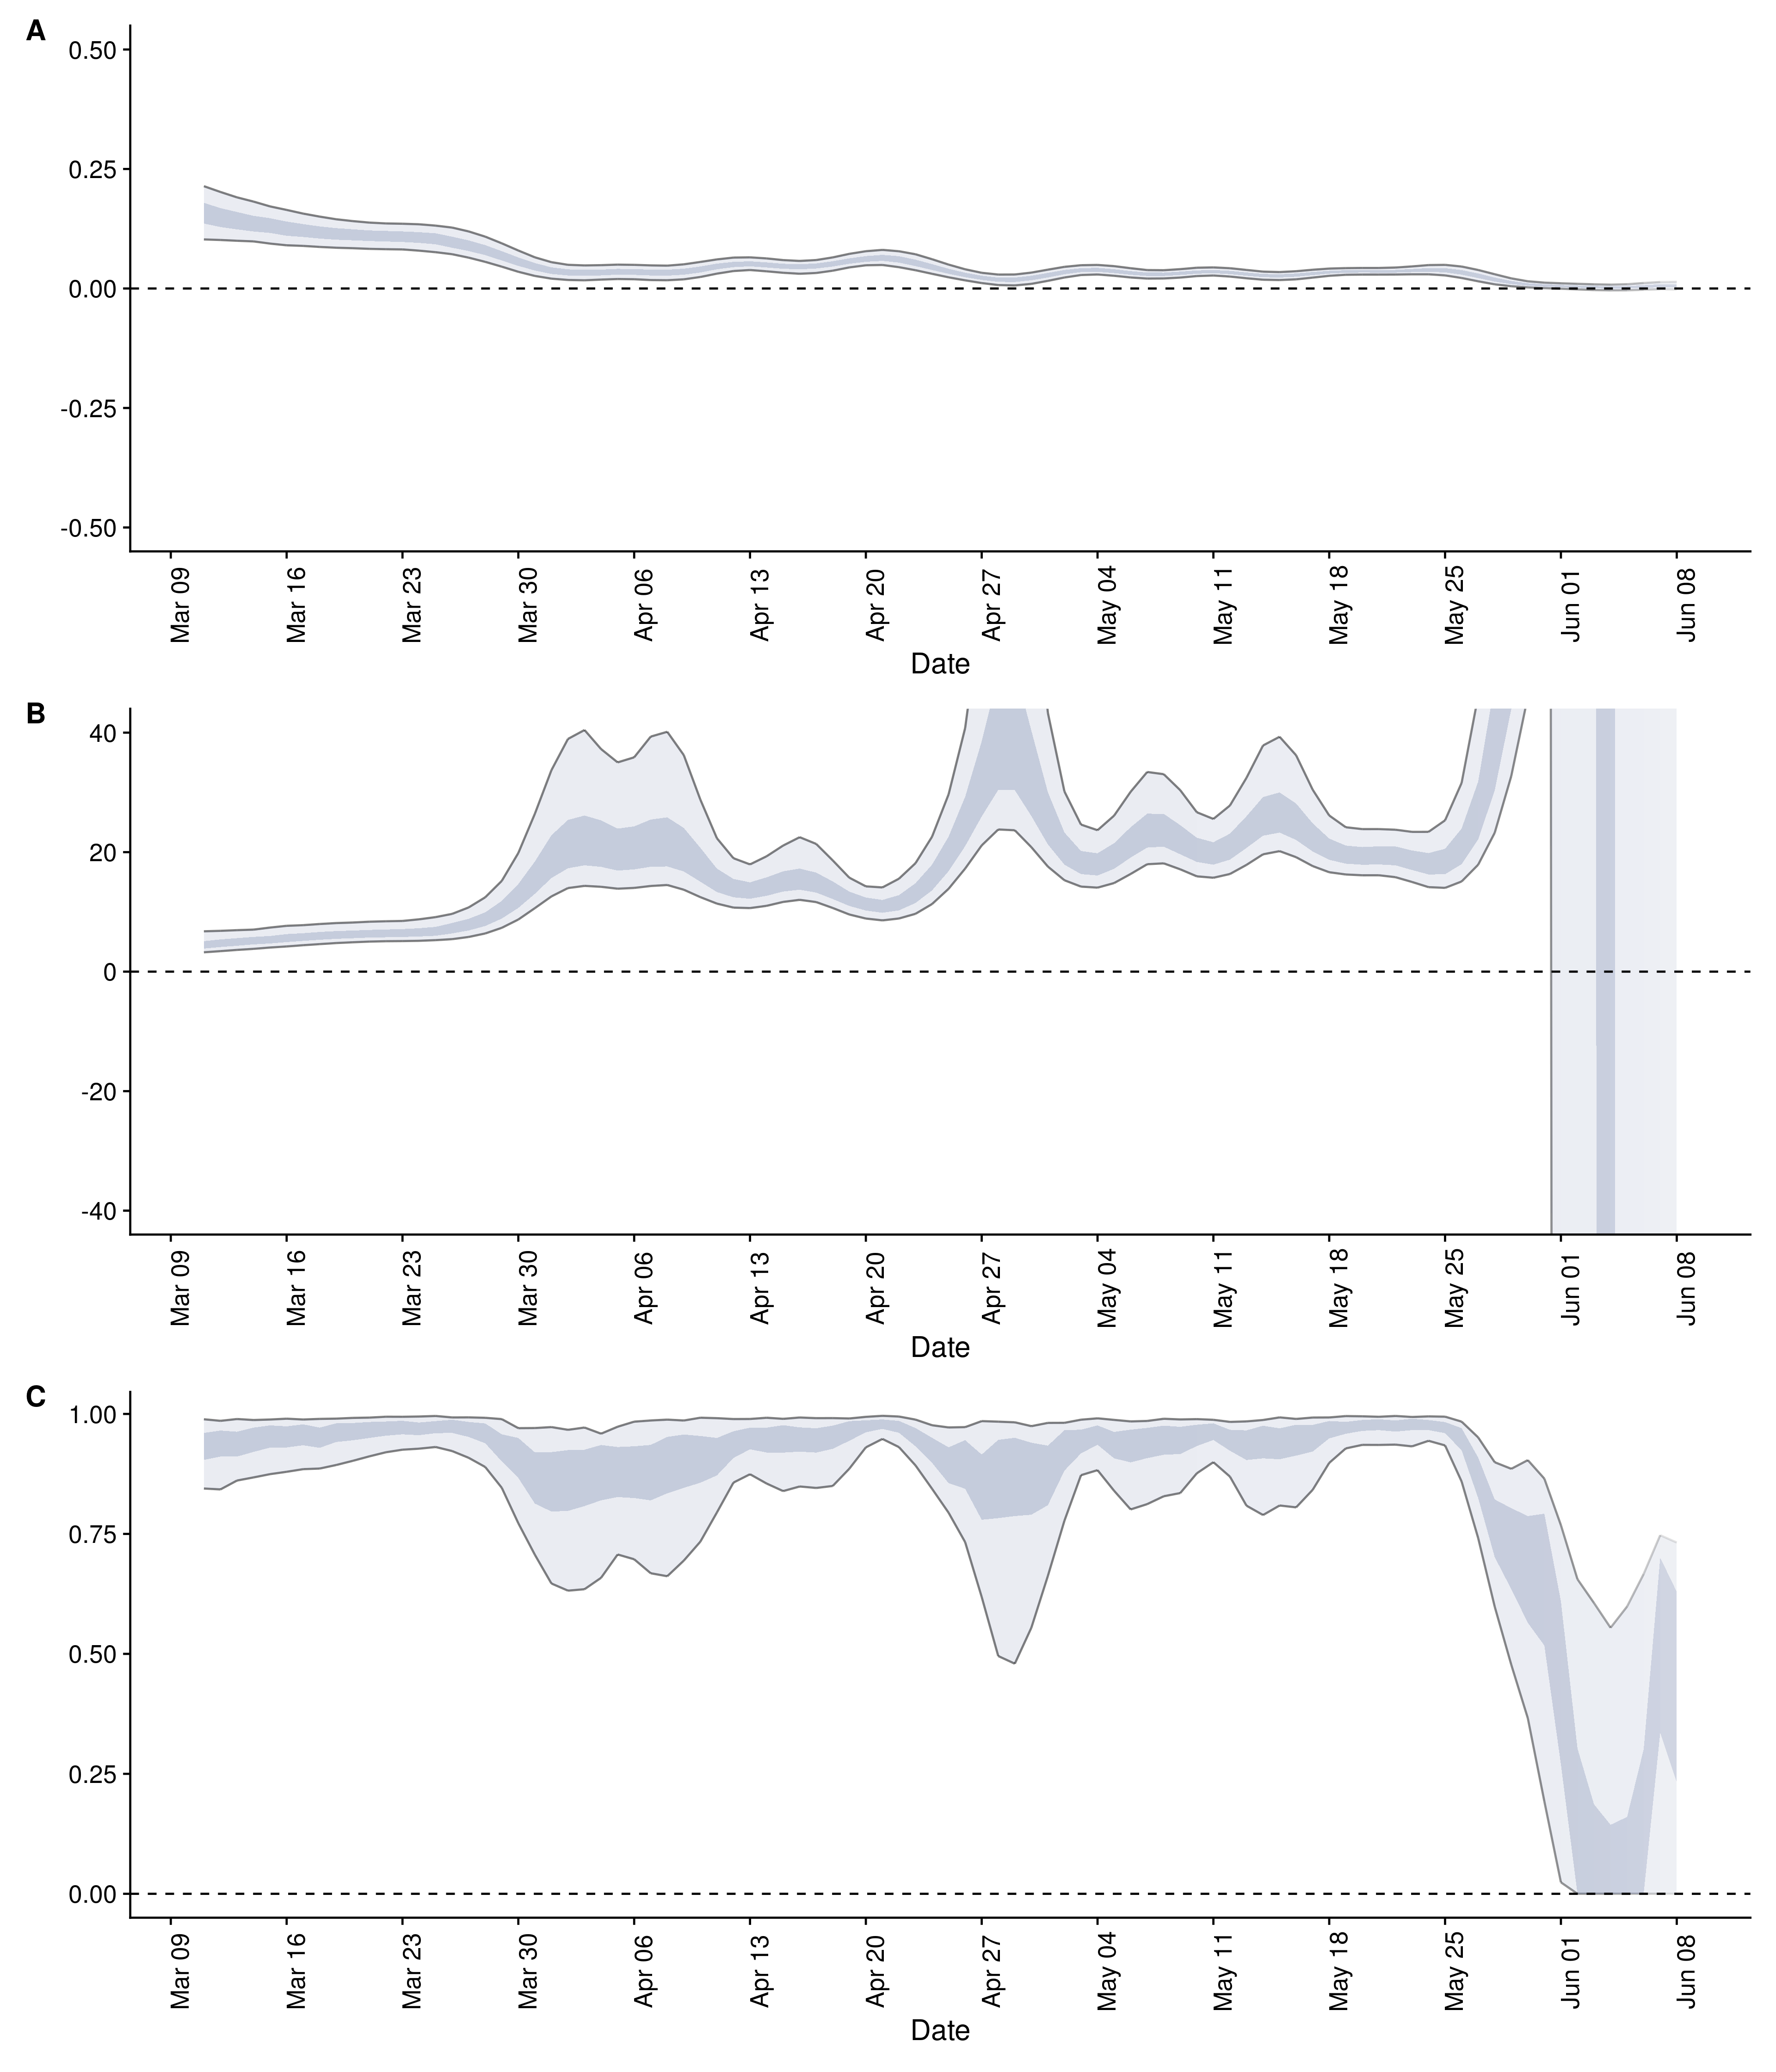 A
0.50
0.25
0.00
-0.25
-0.50
Mar 09
Mar 16
Mar 23
Mar 30
Apr 06
Apr 13
Apr 20
Apr 27
May 04
May 11
May 18
May 25
Jun 01
Jun 08
Date
B
40
20
0
-20
-40
Mar 09
Mar 16
Mar 23
Mar 30
Apr 06
Apr 13
Apr 20
Apr 27
May 04
May 11
May 18
May 25
Jun 01
Jun 08
Date
C
1.00
0.75
0.50
0.25
0.00
Mar 09
Mar 16
Mar 23
Mar 30
Apr 06
Apr 13
Apr 20
Apr 27
May 04
May 11
May 18
May 25
Jun 01
Jun 08
Date